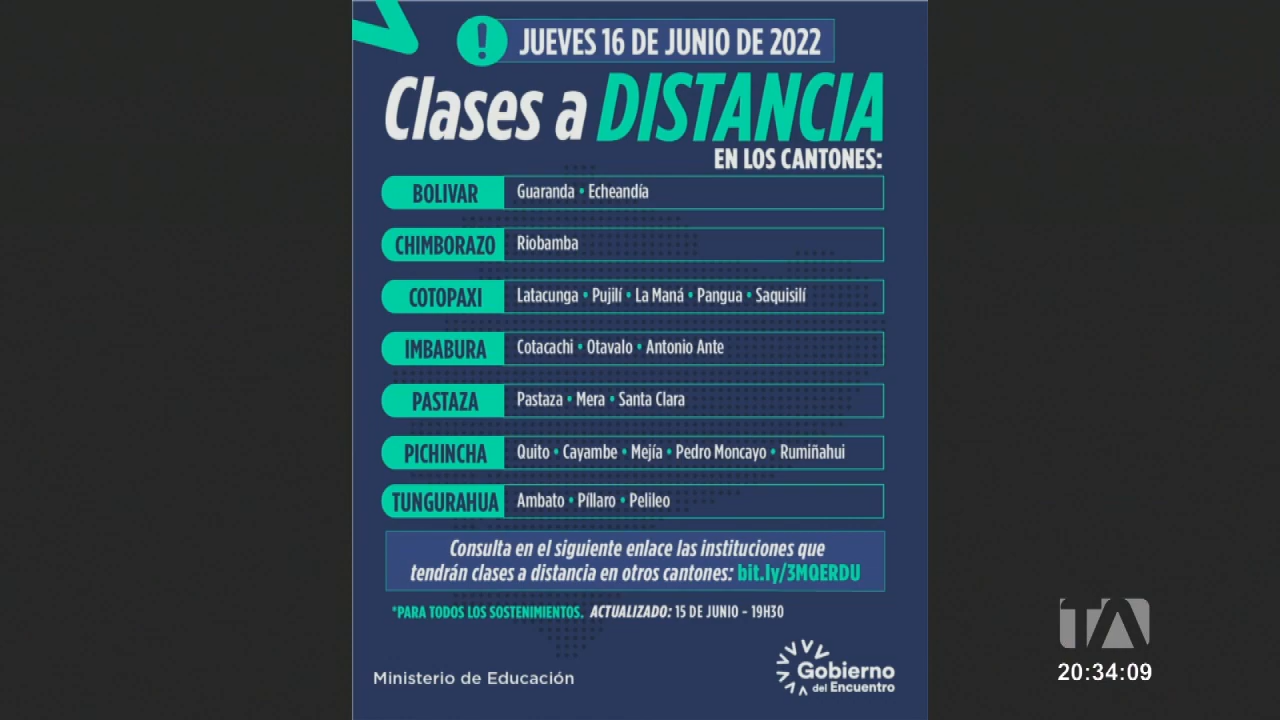 !
JUEVES 16 DE JUNIO DE 2022
Clases a DISTANCIA
EN LOS CANTONES:
BOLIVAR Guaranda • Echeandía
CHIMBORAZO Riobamba
COTOPAXI Latacunga • Pujilí • La Maná • Pangua • Saquisilí
IMBABURA Cotacachi • Otavalo • Antonio Ante
PASTAZA Pastaza • Mera • Santa Clara
PICHINCHA Quito • Cayambe • Mejía • Pedro Moncayo • Rumiñahui
TUNGURAHUA Ambato • Píllaro • Pelileo
Consulta en el siguiente enlace las instituciones que
tendrán clases a distancia en otros cantones: bit.ly/3MQERDU
*PARA TODOS LOS SOSTENIMIENTOS. ACTUALIZADO: 15 DE JUNIO - 19H30
Ministerio de Educación
Gobierno
del Encuentro
TA
20:34:09